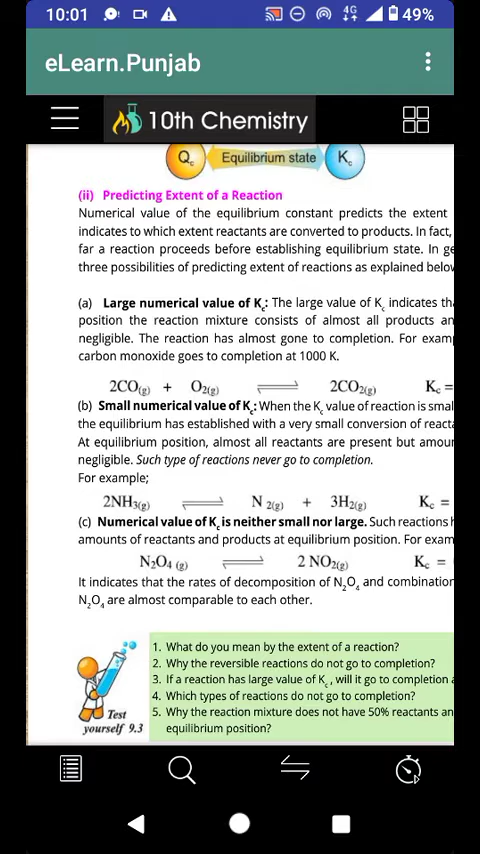 10:01
4G
49%
eLearn.Punjab
10th Chemistry
Qc Equilibrium state Kc
(ii) Predicting Extent of a Reaction
Numerical value of the equilibrium constant predicts the extent
indicates to which extent reactants are converted to products. In fact,
far a reaction proceeds before establishing equilibrium state. In
three possibilities of predicting extent of reactions as explained
(a) Large numerical value of Kc: The large value of Kc indicates
position the reaction mixture consists of almost all products
negligible. The reaction has almost gone to completion. For
carbon monoxide goes to completion at 1000 K.
2CO(g) + O2(g) ⇌ 2CO2(g) Kc =
(b) Small numerical value of Kc: When the Kc value of reaction is
the equilibrium has established with a very small conversion of
At equilibrium position, almost all reactants are present but
negligible. Such type of reactions never go to completion.
For example;
2NH3(g) ⇌ N 2(g) + 3H2(g) Kc =
(c) Numerical value of Kc is neither small nor large. Such reactions
amounts of reactants and products at equilibrium position. For
N2O4 (g) ⇌ 2 NO2(g) Kc =
It indicates that the rates of decomposition of N2O4 and combination
N2O4 are almost comparable to each other.
1. What do you mean by the extent of a reaction?
2. Why the reversible reactions do not go to completion?
3. If a reaction has large value of Kc, will it go to completion
4. Which types of reactions do not go to completion?
5. Why the reaction mixture does not have 50% reactants
equilibrium position?
Test
yourself 9.3